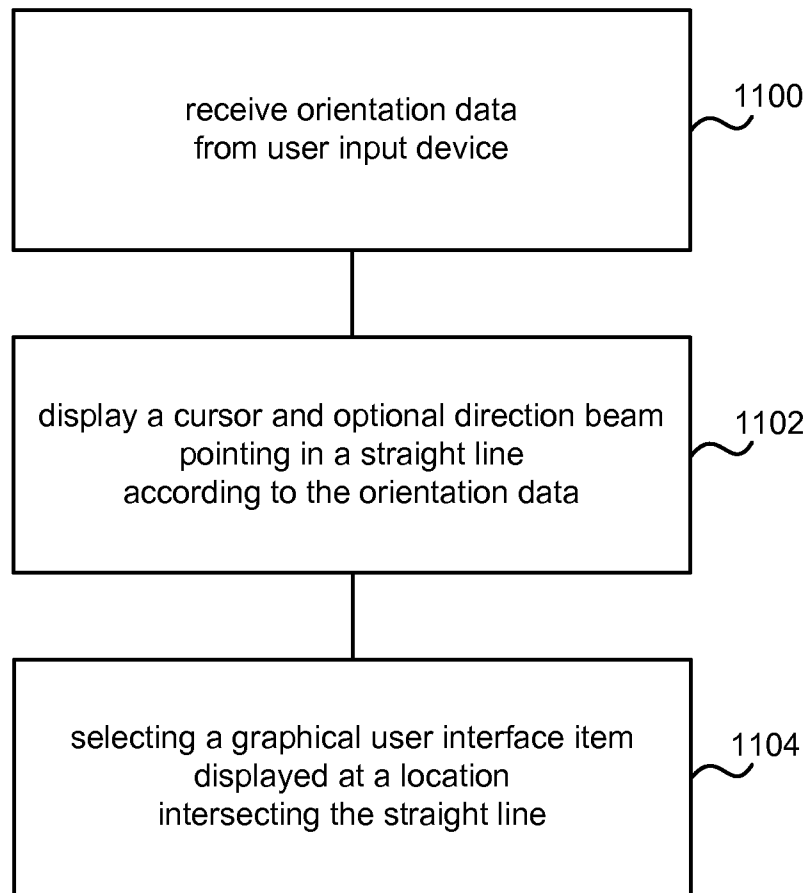 receive orientation data
from user input device
1100
display a cursor and optional direction beam
pointing in a straight line
according to the orientation data
1102
selecting a graphical user interface item
displayed at a location
intersecting the straight line
1104